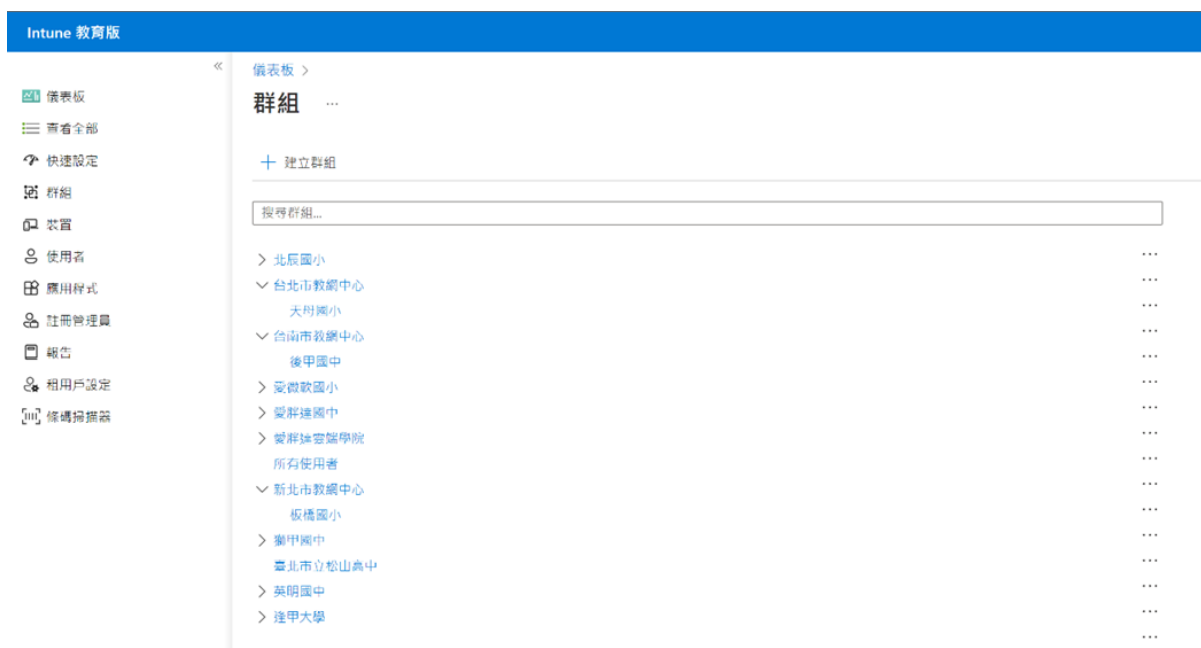 Intune 教育版
«
儀表板 >
群組 ...
儀表板
查看全部
快速設定
群組
裝置
使用者
應用程式
註冊管理員
報告
租用戶設定
條碼掃描器
+ 建立群組
搜尋群組...
> 北辰國小 ...
台北市教網中心 ...
天母國小 ...
台南市教網中心 ...
後甲國中 ...
> 愛微軟國小 ...
> 愛胖達國中 ...
> 愛胖達雲端學院 ...
所有使用者 ...
新北市教網中心 ...
板橋國小 ...
> 獅甲國中 ...
臺北市立松山高中 ...
> 英明國中 ...
> 逢甲大學 ...
...